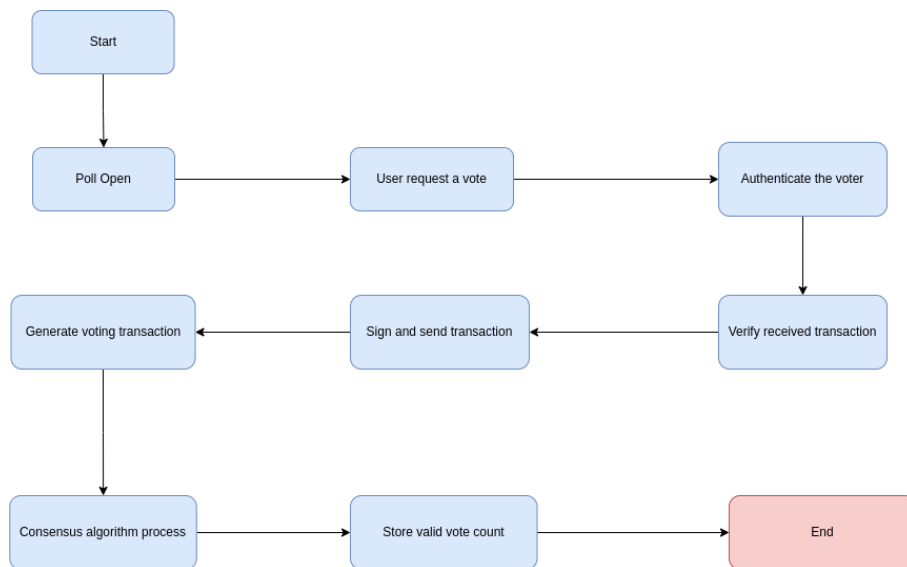 Start
Poll Open
User request a vote
Authenticate the voter
Verify received transaction
Sign and send transaction
Generate voting transaction
Consensus algorithm process
Store valid vote count
End